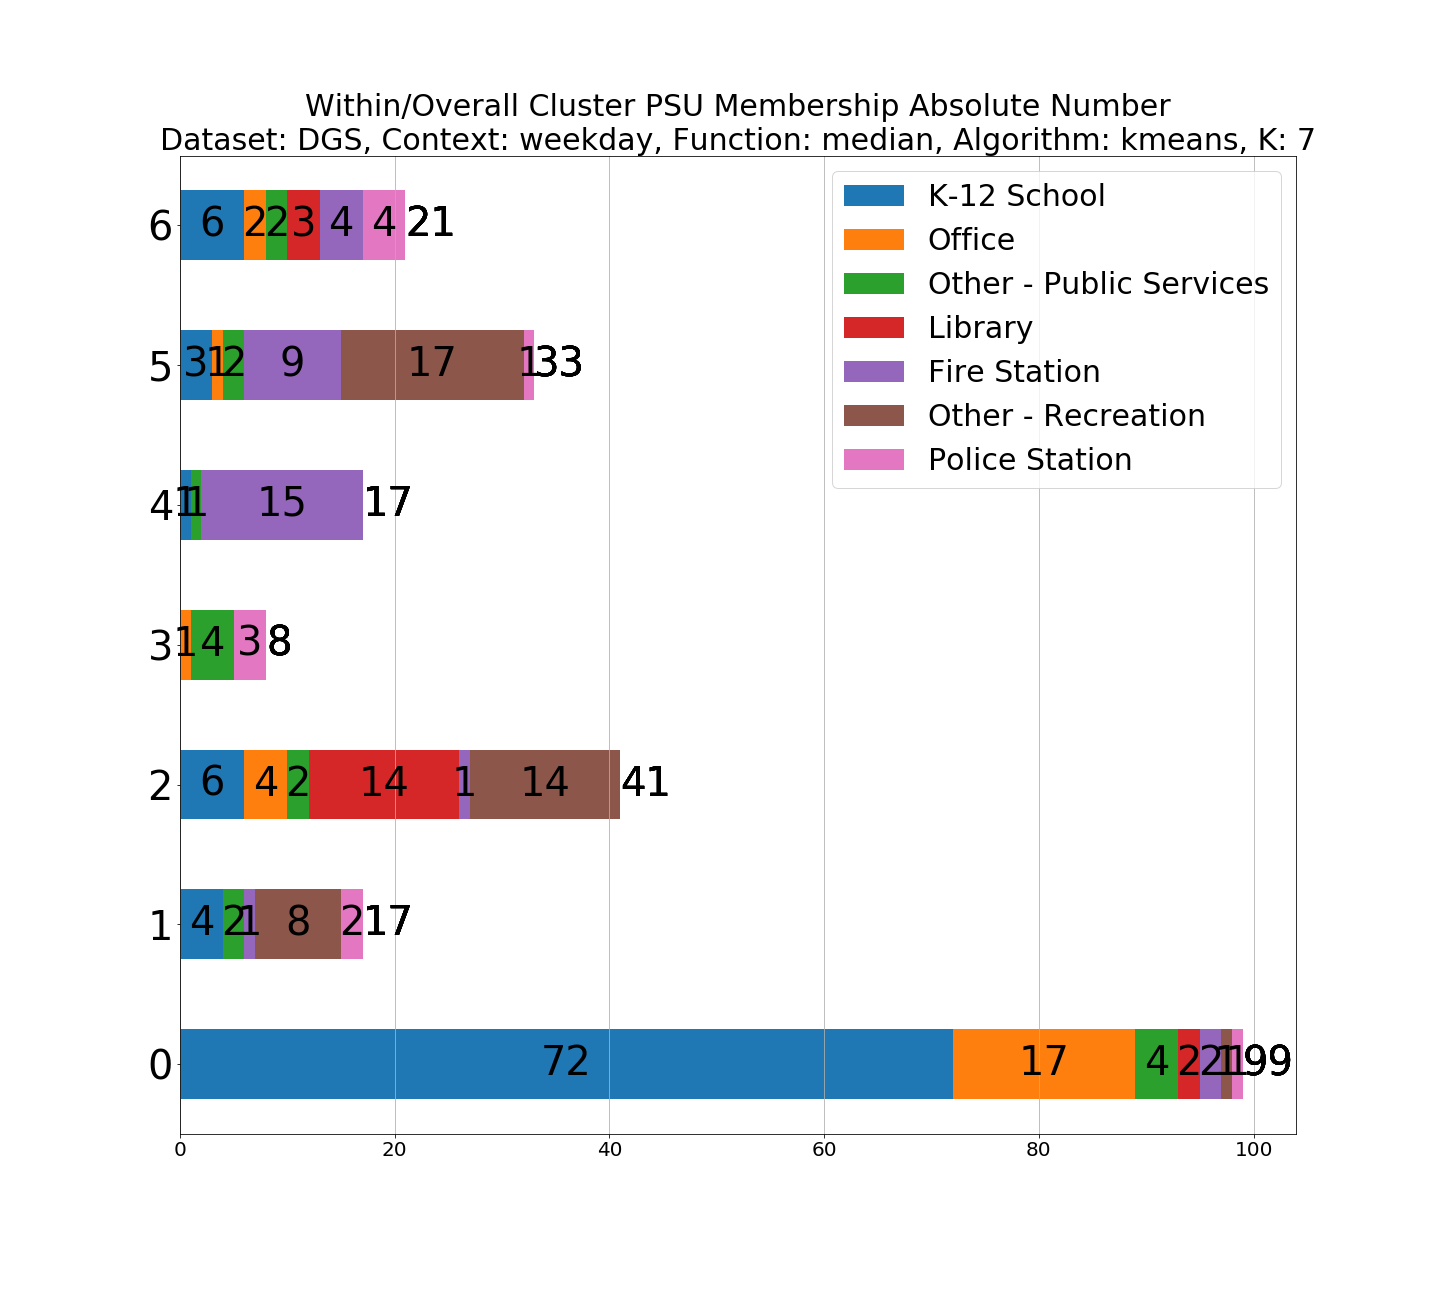 Within/Overall Cluster PSU Membership Absolute Number
Dataset: DGS, Context: weekday, Function: median, Algorithm: kmeans, K: 7
K-12 School
Office
Other - Public Services
Library
Fire Station
Other - Recreation
Police Station
6 6 2 2 3 4 4 21
5 3 1 2 9 17 1 33
4 1 1 15 17
3 1 4 3 8
2 6 4 2 14 1 14 41
1 4 2 1 8 2 17
0 72 17 4 2 2 1 1 99
0 20 40 60 80 100